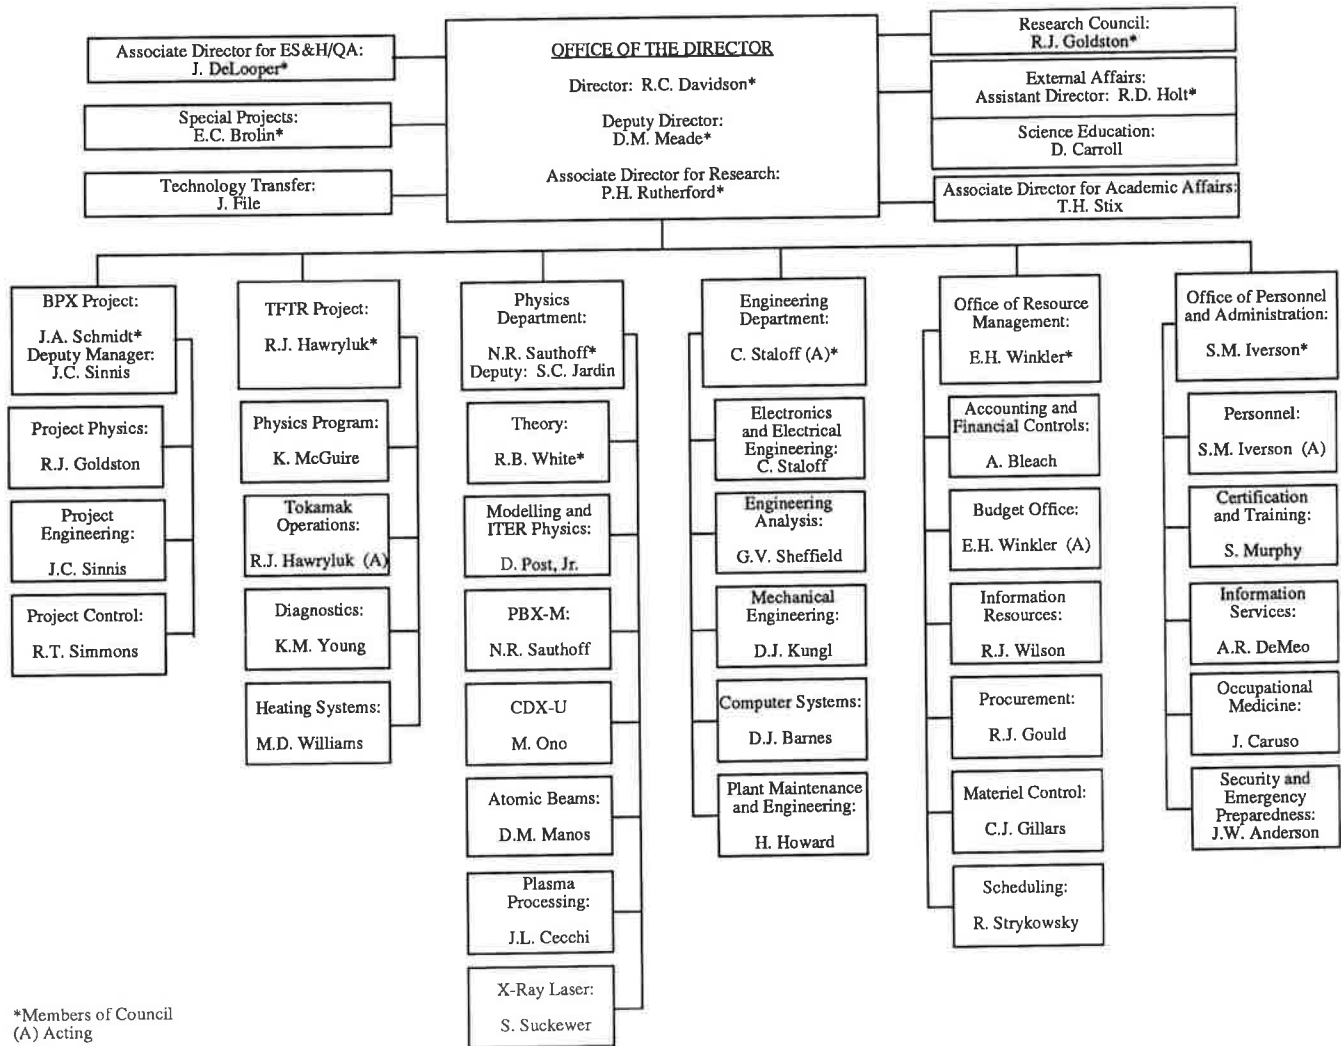 Associate Director for ES&H/QA:
J. DeLooper*
Special Projects:
E.C. Brolin*
Technology Transfer:
J. File
OFFICE OF THE DIRECTOR
Director: R.C. Davidson*
Deputy Director:
D.M. Meade*
Associate Director for Research:
P.H. Rutherford*
Research Council:
R.J. Goldston*
External Affairs:
Assistant Director: R.D. Holt*
Science Education:
D. Carroll
Associate Director for Academic Affairs:
T.H. Stix
BPX Project:
J.A. Schmidt*
Deputy Manager:
J.C. Sinnis
Project Physics:
R.J. Goldston
Project
Engineering:
J.C. Sinnis
Project Control:
R.T. Simmons
TFTR Project:
R.J. Hawryluk*
Physics Program:
K. McGuire
Tokamak
Operations:
R.J. Hawryluk (A)
Diagnostics:
K.M. Young
Heating Systems:
M.D. Williams
Physics
Department:
N.R. Sauthoff*
Deputy: S.C. Jardin
Theory:
R.B. White*
Modelling and
ITER Physics:
D. Post, Jr.
PBX-M:
N.R. Sauthoff
CDX-U
M. Ono
Atomic Beams:
D.M. Manos
Plasma
Processing:
J.L. Cecchi
X-Ray Laser:
S. Suckewer
Engineering
Department:
C. Staloff (A)*
Electronics
and Electrical
Engineering:
C. Staloff
Engineering
Analysis:
G.V. Sheffield
Mechanical
Engineering:
D.J. Kungl
Computer Systems:
D.J. Barnes
Plant Maintenance
and Engineering:
H. Howard
Office of Resource
Management:
E.H. Winkler*
Accounting and
Financial Controls:
A. Bleach
Budget Office:
E.H. Winkler (A)
Information
Resources:
R.J. Wilson
Procurement:
R.J. Gould
Materiel Control:
C.J. Gillars
Scheduling:
R. Strykowsky
Office of Personnel
and Administration:
S.M. Iverson*
Personnel:
S.M. Iverson (A)
Certification
and Training:
S. Murphy
Information
Services:
A.R. DeMeo
Occupational
Medicine:
J. Caruso
Security and
Emergency
Preparedness:
J.W. Anderson
*Members of Council
(A) Acting